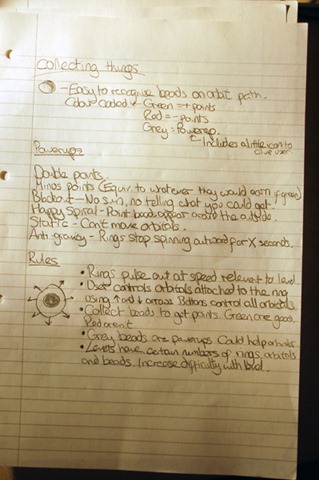 Collecting things
- Easy to recognise beads on orbit path.
Colour coded. Green = + points
Red = - points
Grey = Powerup
Includes a little icon to
give user
Powerups
Double points.
Minus points (Equiv. to whatever they would earn if green)
Blackout - No sun, no telling what you could get.
Happy Spiral - Point beads appear around the outside.
Static - Can't move orbitals.
Anti gravity - Rings stop spinning outward for X seconds.
Rules
• Rings pulse out at speed relevant to level.
• User controls orbitals attached to the ring
using ↑ and ↓ arrows. Buttons control all orbitals.
• Collect beads to get points. Green are good.
Red aren't
• Grey beads are powerups. Could help or hinder.
• Levels have certain numbers of rings, orbitals
and beads. Increase difficulty with level.